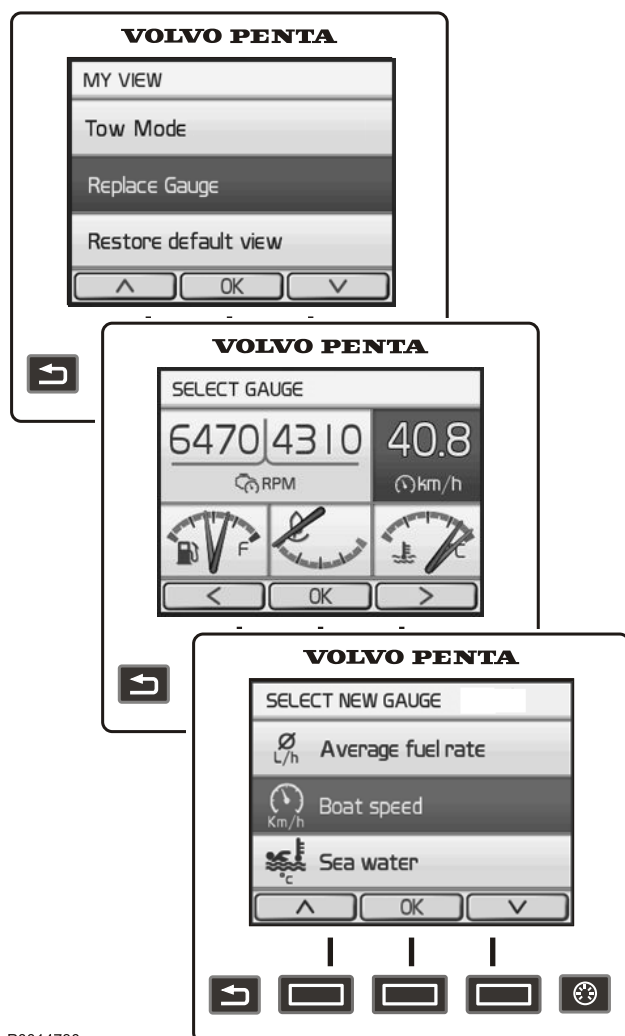 VOLVO PENTA
MY VIEW
Tow Mode
Replace Gauge
Restore default view
OK
VOLVO PENTA
SELECT GAUGE
6470 4310 40.8
RPM km/h
F C
OK
VOLVO PENTA
SELECT NEW GAUGE
Ø
L/h Average fuel rate
Km/h Boat speed
°C Sea water
OK